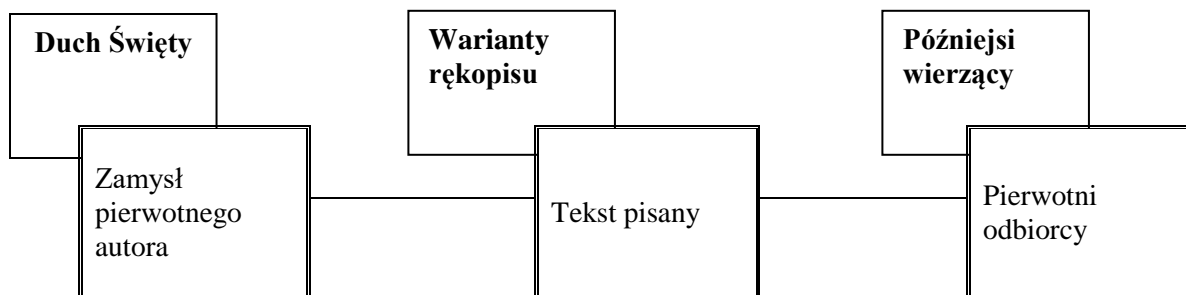 Duch Święty
Warianty
rękopisu
Późniejsi
wierzący
Zamysł
pierwotnego
autora
Tekst pisany
Pierwotni
odbiorcy